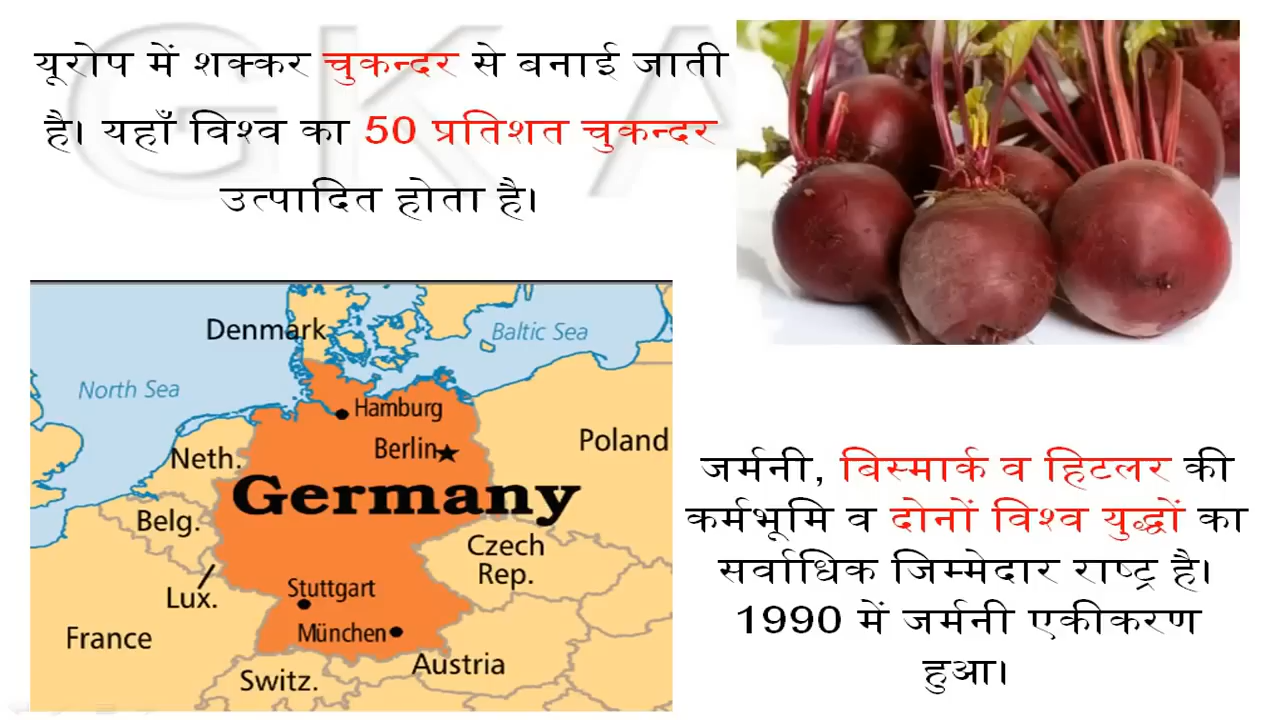 यूरोप में शक्कर चुकन्दर से बनाई जाती
है। यहाँ विश्व का 50 प्रतिशत चुकन्दर
उत्पादित होता है।
GK A
Denmark
Baltic Sea
North Sea
Hamburg
Berlin
Poland
Neth.
Germany
Belg.
Czech
Rep.
Lux.
Stuttgart
France
München
Austria
Switz.
जर्मनी, बिस्मार्क व हिटलर की
कर्मभूमि व दोनों विश्व युद्धों का
सर्वाधिक जिम्मेदार राष्ट्र है।
1990 में जर्मनी एकीकरण
हुआ।